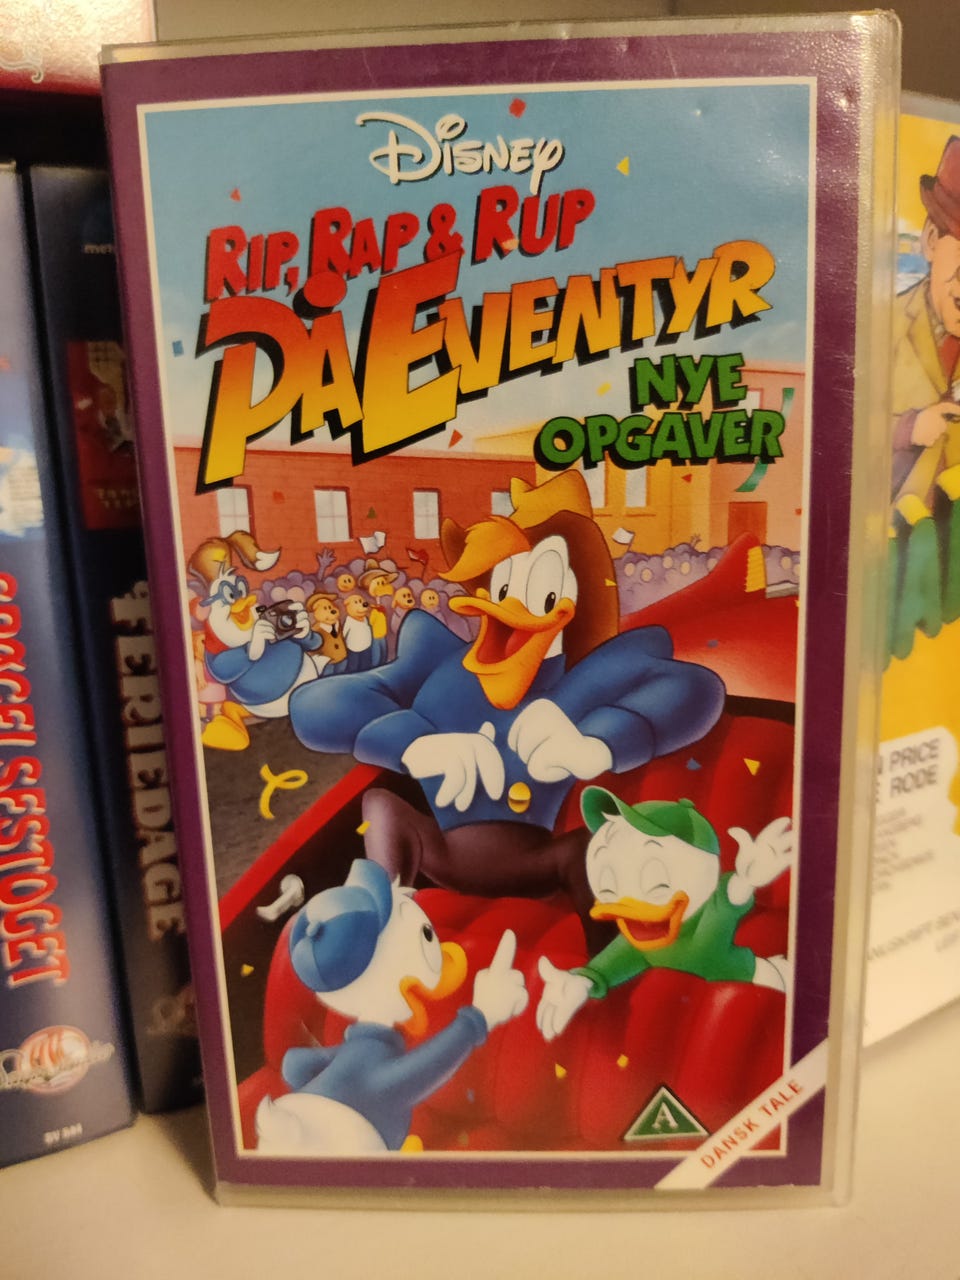 DISNEY
RIP, RAP & RUP
PÅ EVENTYR
NYE
OPGAVER
A
DANSK TALE
FERIEDAGE
PRICE
RODE